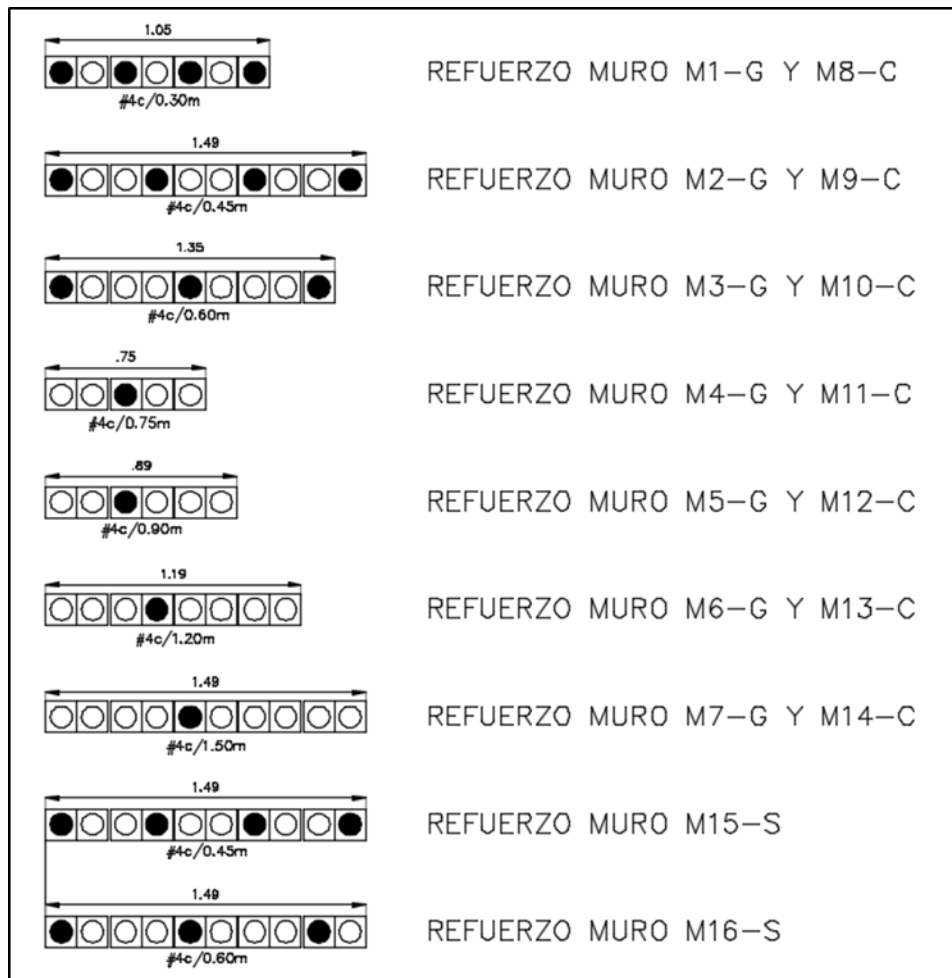 1.05
#4c/0.30m
REFUERZO MURO M1-G Y M8-C
1.49
#4c/0.45m
REFUERZO MURO M2-G Y M9-C
1.35
#4c/0.60m
REFUERZO MURO M3-G Y M10-C
.75
#4c/0.75m
REFUERZO MURO M4-G Y M11-C
.89
#4c/0.90m
REFUERZO MURO M5-G Y M12-C
1.19
#4c/1.20m
REFUERZO MURO M6-G Y M13-C
1.49
#4c/1.50m
REFUERZO MURO M7-G Y M14-C
1.49
#4c/0.45m
REFUERZO MURO M15-S
1.49
#4c/0.60m
REFUERZO MURO M16-S